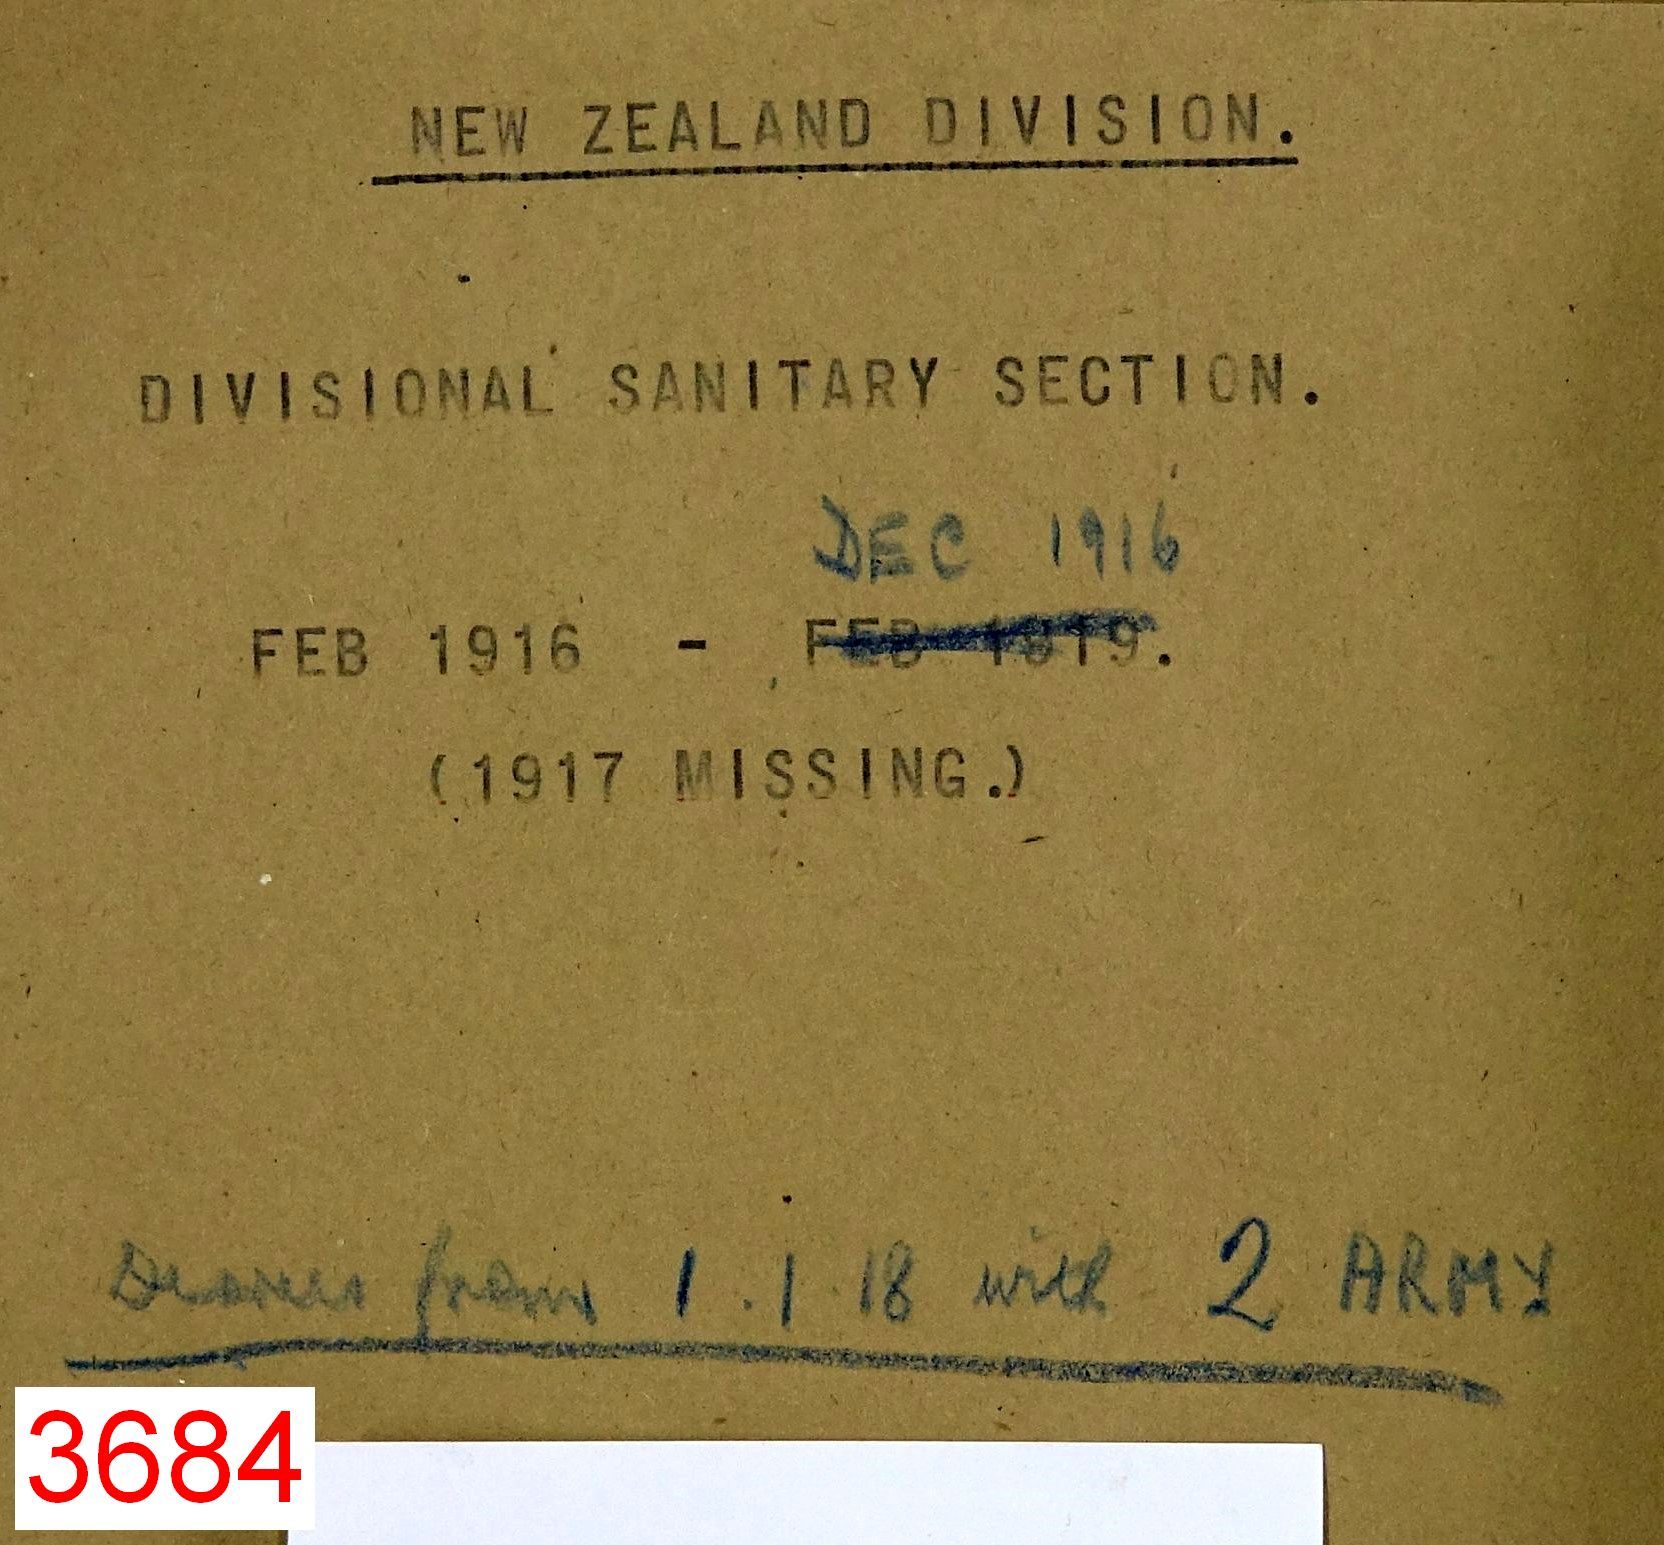 NEW ZEALAND DIVISION.
DIVISIONAL SANITARY SECTION.
DEC 1916
FEB 1916 - FEB 1919.
(1917 MISSING.)
from 1.1.18 with 2 ARMY
3684